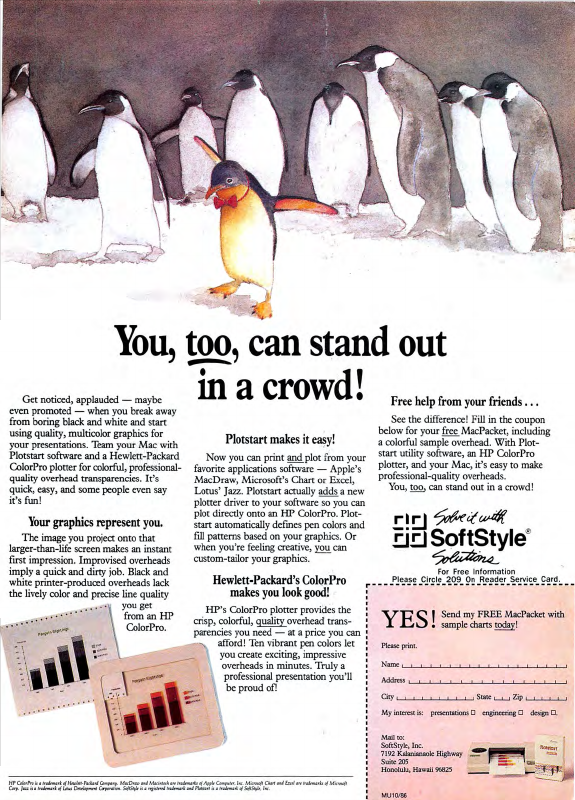 You, too, can stand out
in a crowd!
Get noticed, applauded — maybe
even promoted — when you break away
from boring black and white and start
using quality, multicolor graphics for
your presentations. Team your Mac with
Plotstart software and a Hewlett-Packard
ColorPro plotter for colorful, professional-
quality overhead transparencies. It's
quick, easy, and some people even say
it's fun!
Your graphics represent you.
The image you project onto that
larger-than-life screen makes an instant
first impression. Improvised overheads
imply a quick and dirty job. Black and
white printer-produced overheads lack
the lively color and precise line quality
you get
from an HP
ColorPro.
Plotstart makes it easy!
Now you can print and plot from your
favorite applications software — Apple's
MacDraw, Microsoft's Chart or Excel,
Lotus' Jazz. Plotstart actually adds a new
plotter driver to your software so you can
plot directly onto an HP ColorPro. Plot-
start automatically defines pen colors and
fill patterns based on your graphics. Or
when you're feeling creative, you can
custom-tailor your graphics.
Hewlett-Packard's ColorPro
makes you look good!
HP's ColorPro plotter provides the
crisp, colorful, quality overhead trans-
parencies you need — at a price you can
afford! Ten vibrant pen colors let
you create exciting, impressive
overheads in minutes. Truly a
professional presentation you'll
be proud of!
Free help from your friends . . .
See the difference! Fill in the coupon
below for your free MacPacket, including
a colorful sample overhead. With Plot-
start utility software, an HP ColorPro
plotter, and your Mac, it's easy to make
professional-quality overheads.
You, too, can stand out in a crowd!
Solve it with
SoftStyle®
Solutions
For Free Information
Please Circle 209 On Reader Service Card.
YES! Send my FREE MacPacket with
sample charts today!
Please print.
Name
Address
City State Zip
My interest is: presentations □ engineering □ design □.
Mail to:
SoftStyle, Inc.
7192 Kalanianaole Highway
Suite 205
Honolulu, Hawaii 96825
MU10/86
HP ColorPro is a trademark of Hewlett-Packard Company. MacDraw and Macintosh are trademarks of Apple Computer, Inc. Microsoft Chart and Excel are trademarks of Microsoft
Corp. Jazz is a trademark of Lotus Development Corporation. SoftStyle is a registered trademark and Plotstart is a trademark of SoftStyle, Inc.